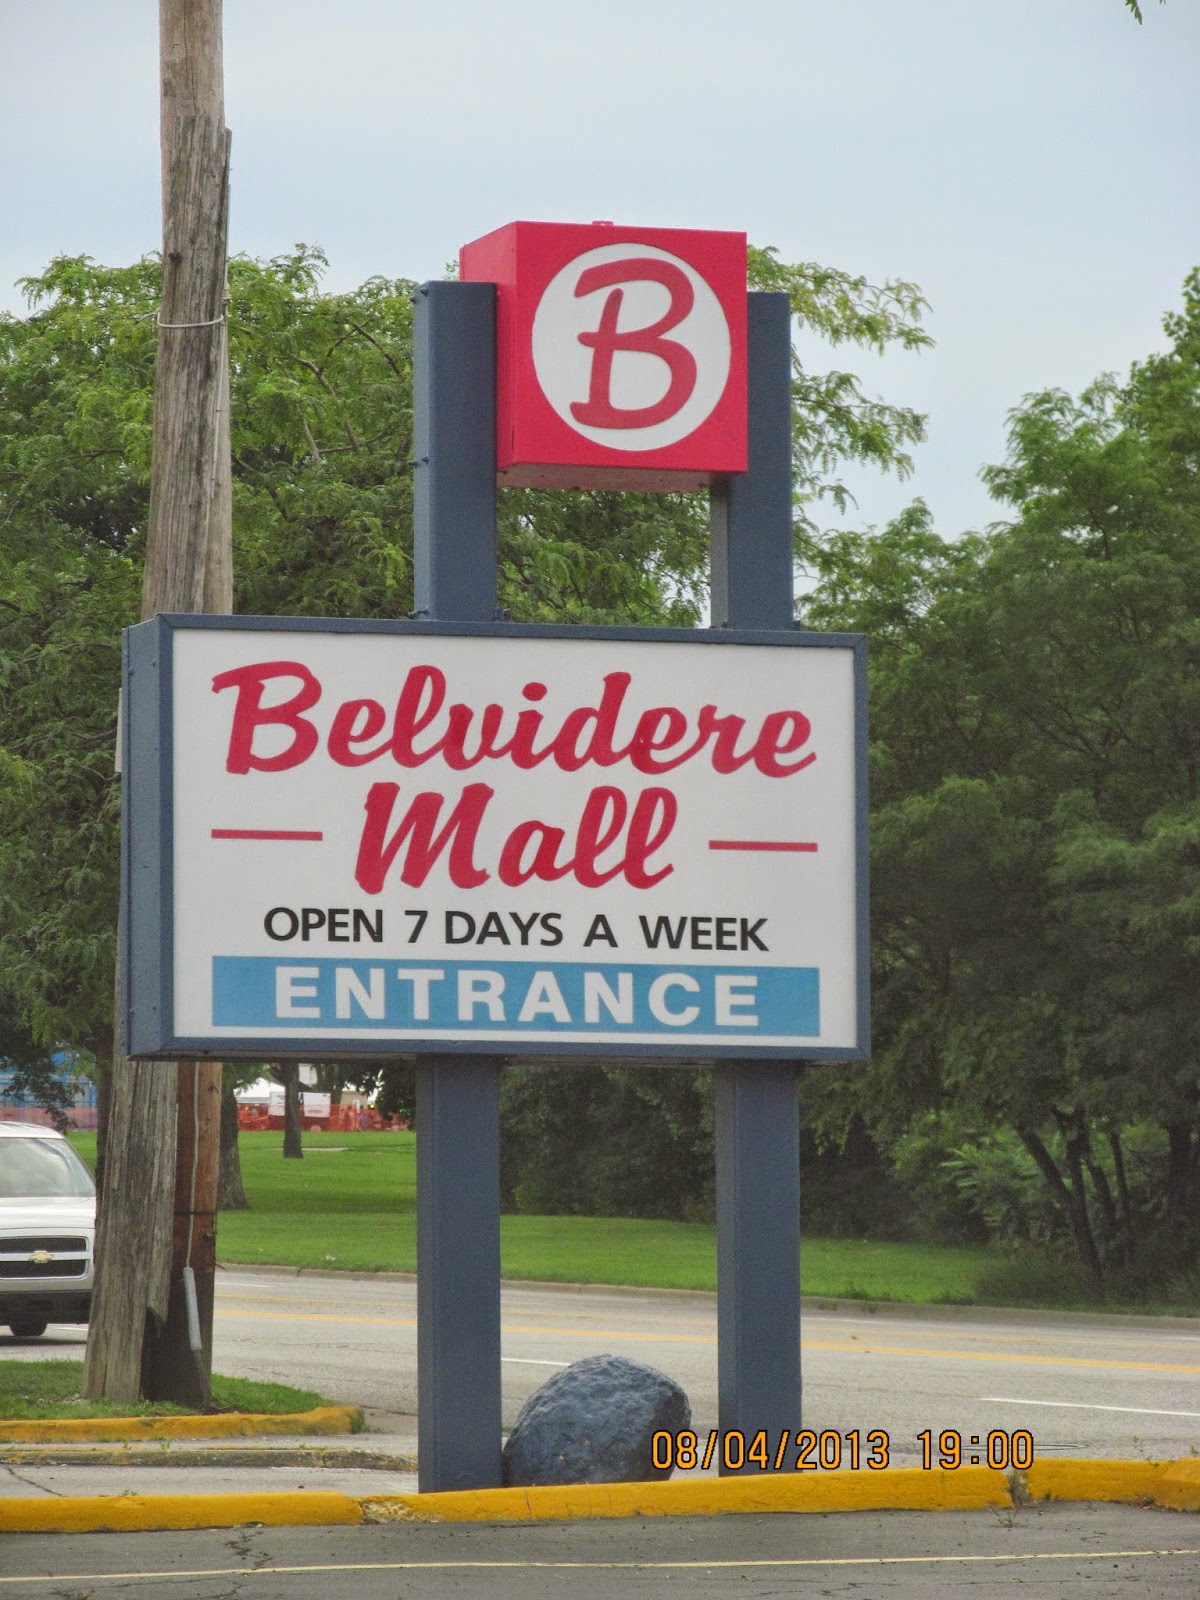 B
Belvidere
Mall
OPEN 7 DAYS A WEEK
ENTRANCE
08/04/2013 19:00